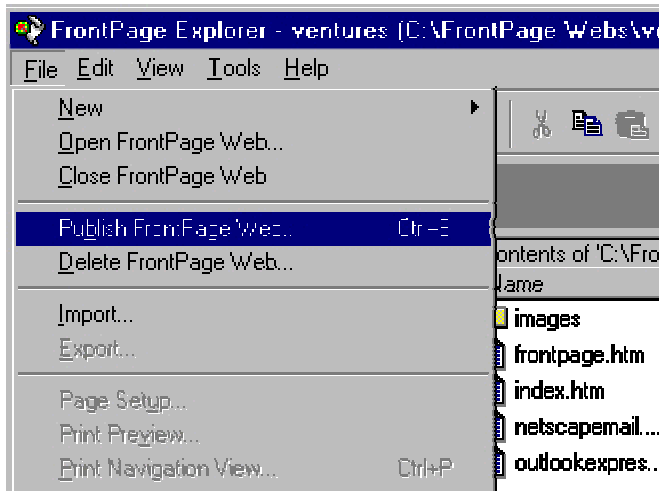 FrontPage Explorer - ventures (C:\FrontPage Webs\ve
File Edit View Tools Help
New
Open FrontPage Web...
Close FrontPage Web
Publish FrontPage Web...
Delete FrontPage Web...
Import...
Export...
Page Setup...
Print Preview...
Print Navigation View... Ctrl+P
ontents of 'C:\Fro
Name
images
frontpage.htm
index.htm
netscapemail....
outlookexpres...